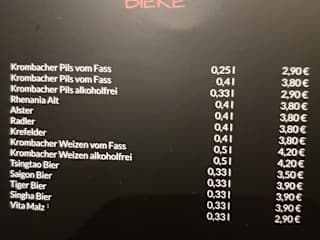 BIERE
Krombacher Pils vom Fass 0,25 l 2,90 €
Krombacher Pils vom Fass 0,4 l 3,80 €
Krombacher Pils alkoholfrei 0,33 l 2,90 €
Rhenania Alt 0,4 l 3,80 €
Alster 0,4 l 3,80 €
Radler 0,4 l 3,80 €
Krefelder 0,4 l 3,80 €
Krombacher Weizen vom Fass 0,5 l 4,20 €
Krombacher Weizen alkoholfrei 0,5 l 4,20 €
Tsingtao Bier 0,33 l 3,50 €
Saigon Bier 0,33 l 3,90 €
Tiger Bier 0,33 l 3,90 €
Singha Bier 0,33 l 3,90 €
Vita Malz ¹ 0,33 l 2,90 €